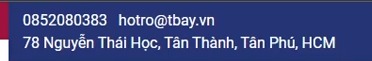 0852080383 hotro@tbay.vn
78 Nguyễn Thái Học, Tân Thành, Tân Phú, HCM